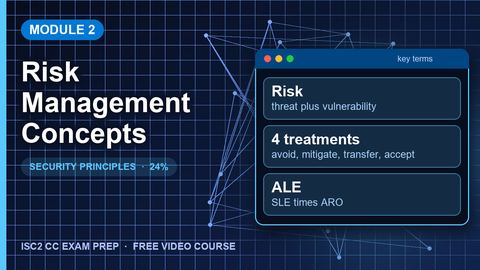 MODULE 2
Risk
Management
Concepts
SECURITY PRINCIPLES · 24%
ISC2 CC EXAM PREP · FREE VIDEO COURSE
key terms
Risk
threat plus vulnerability
4 treatments
avoid, mitigate, transfer, accept
ALE
SLE times ARO